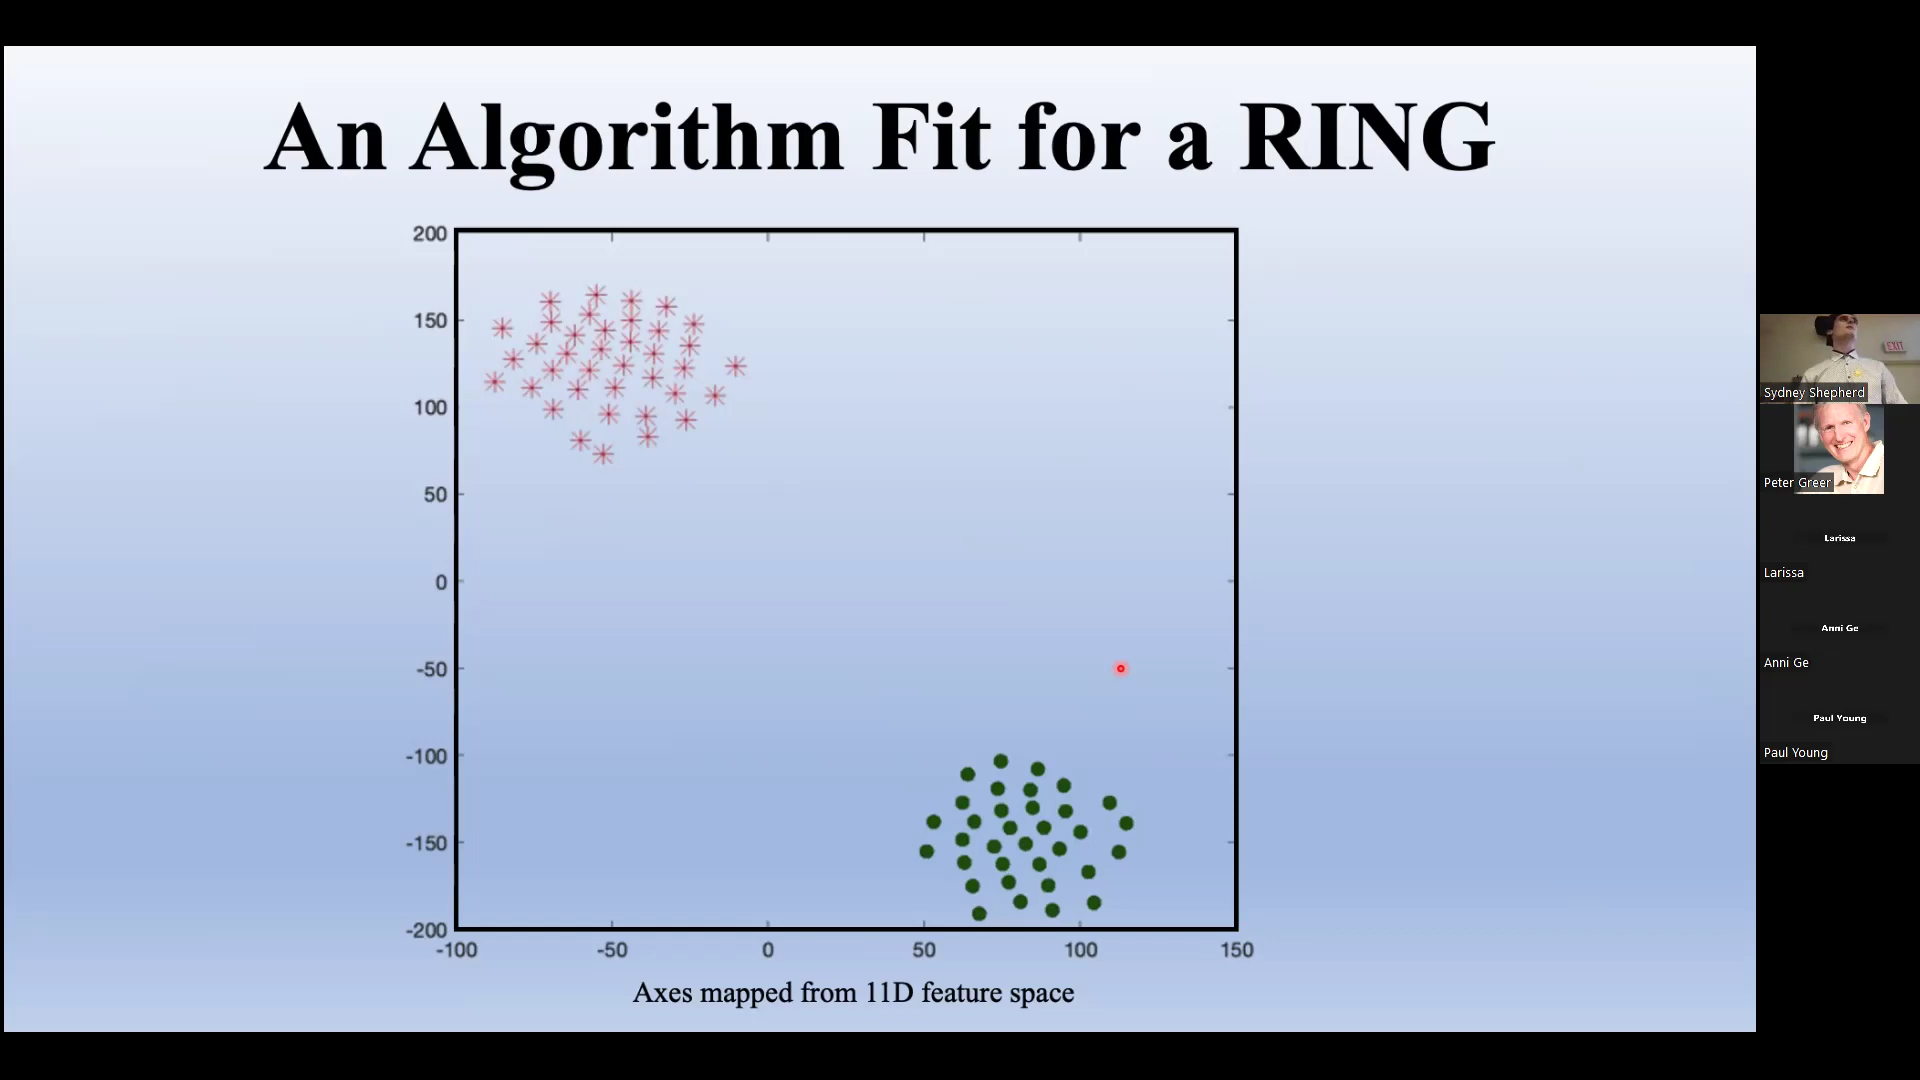 An Algorithm Fit for a RING
200
150
100
50
0
-50
-100
-150
-200
-100 -50 0 50 100 150
Axes mapped from 11D feature space
EXIT
Sydney Shepherd
Peter Greer
Larissa
Larissa
Anni Ge
Anni Ge
Paul Young
Paul Young